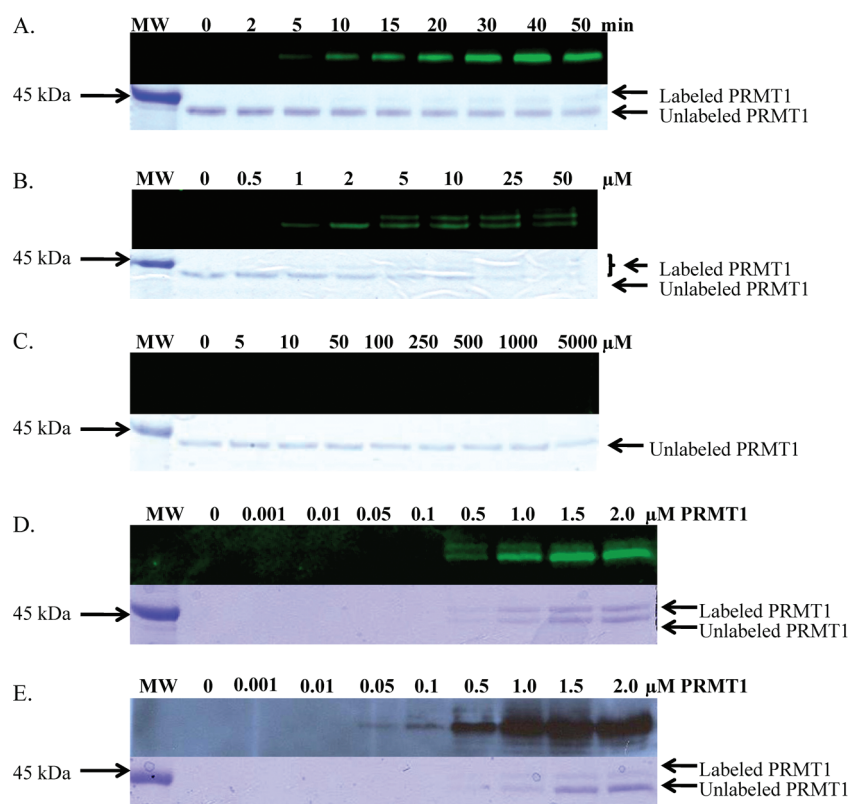 A.
MW 0 2 5 10 15 20 30 40 50 min
45 kDa
Labeled PRMT1
Unlabeled PRMT1
B.
MW 0 0.5 1 2 5 10 25 50 µM
45 kDa
Labeled PRMT1
Unlabeled PRMT1
C.
MW 0 5 10 50 100 250 500 1000 5000 µM
45 kDa
Unlabeled PRMT1
D.
MW 0 0.001 0.01 0.05 0.1 0.5 1.0 1.5 2.0 µM PRMT1
45 kDa
Labeled PRMT1
Unlabeled PRMT1
E.
MW 0 0.001 0.01 0.05 0.1 0.5 1.0 1.5 2.0 µM PRMT1
45 kDa
Labeled PRMT1
Unlabeled PRMT1